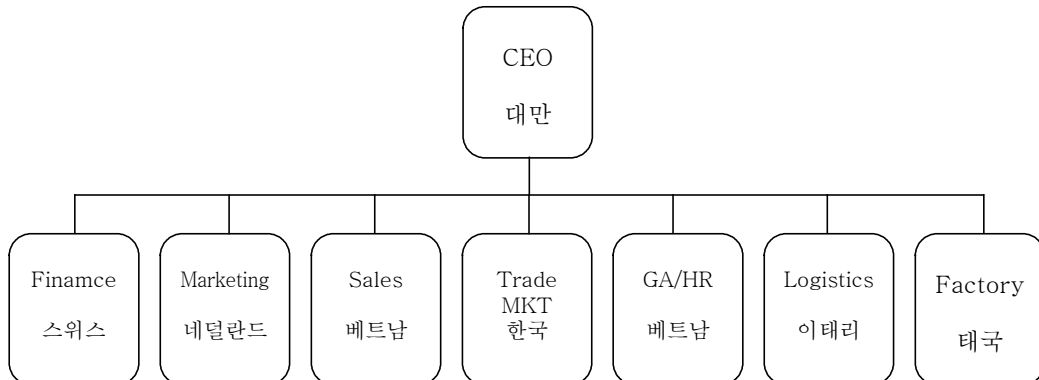 CEO
대만
Finamce
스위스
Marketing
네덜란드
Sales
베트남
Trade
MKT
한국
GA/HR
베트남
Logistics
이태리
Factory
태국